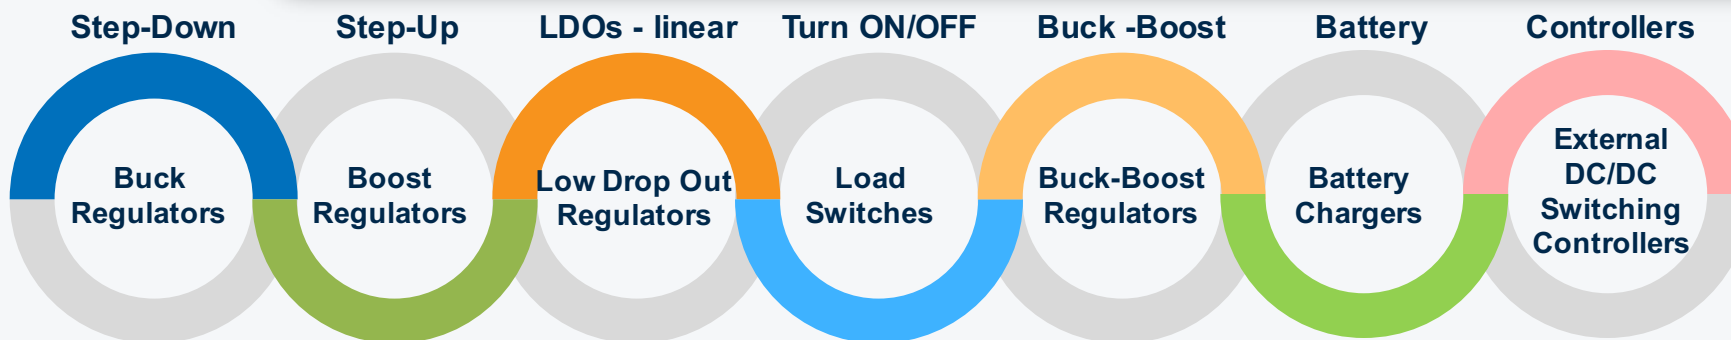 Step-Down
Step-Up
LDOs - linear
Turn ON/OFF
Buck -Boost
Battery
Controllers
Buck
Regulators
Boost
Regulators
Low Drop Out
Regulators
Load
Switches
Buck-Boost
Regulators
Battery
Chargers
External
DC/DC
Switching
Controllers